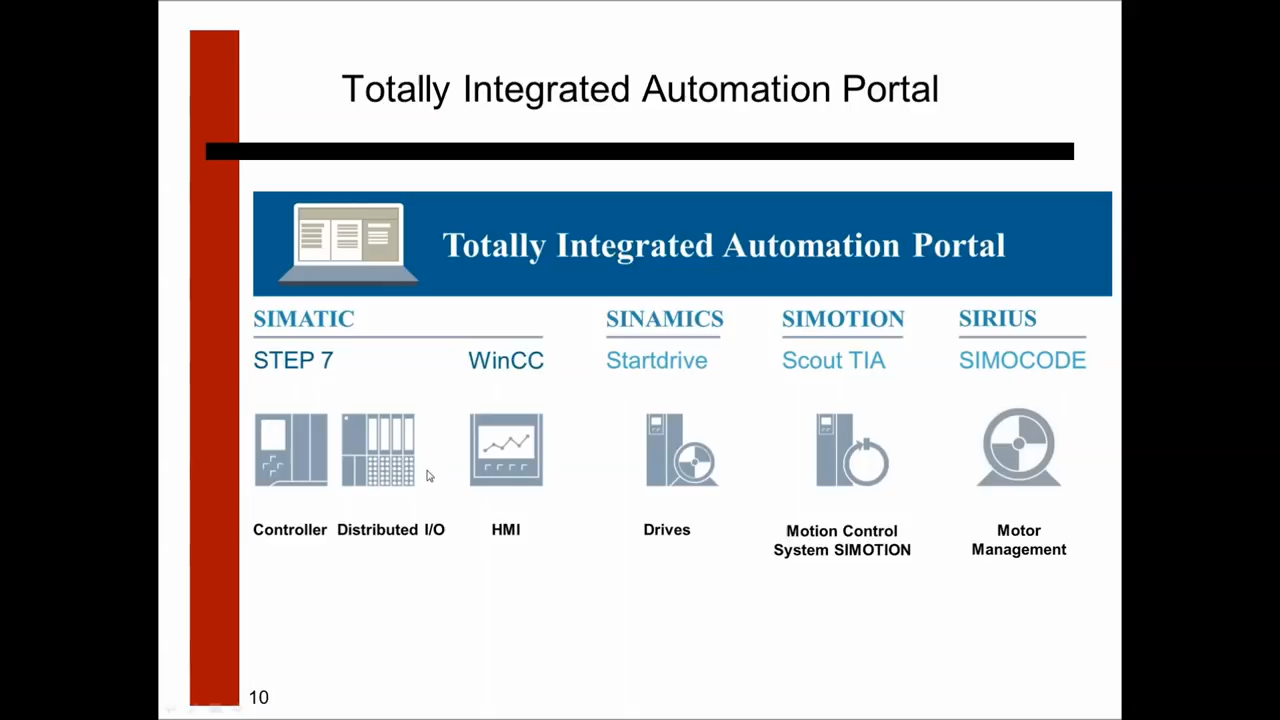 Totally Integrated Automation Portal
Totally Integrated Automation Portal
SIMATIC SINAMICS SIMOTION SIRIUS
STEP 7 WinCC Startdrive Scout TIA SIMOCODE
Controller Distributed I/O HMI Drives Motion Control System SIMOTION Motor Management
10